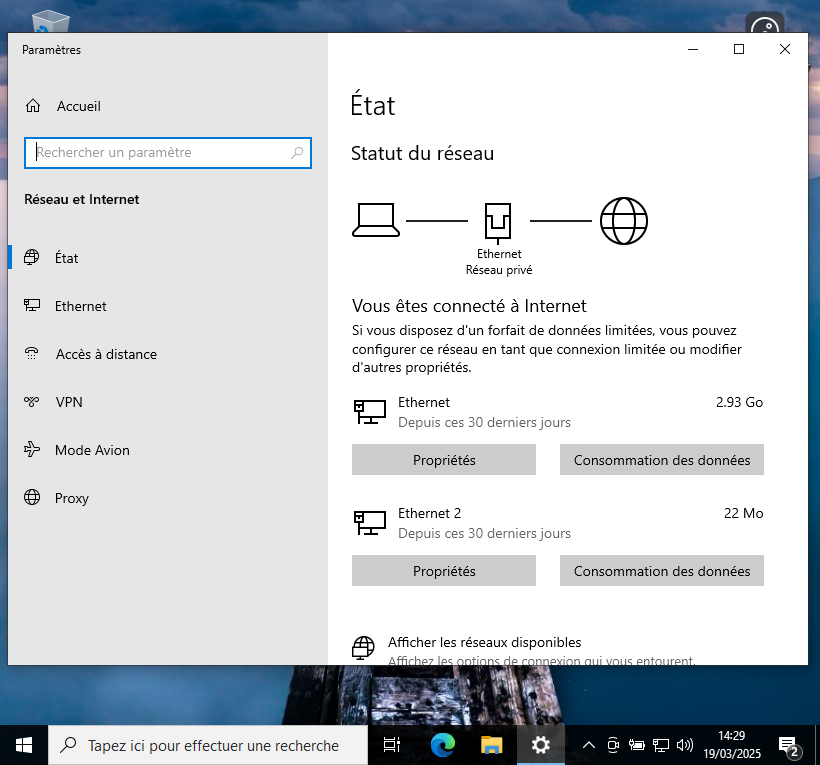 Paramètres
Accueil
Rechercher un paramètre
Réseau et Internet
État
Ethernet
Accès à distance
VPN
Mode Avion
Proxy
État
Statut du réseau
Ethernet
Réseau privé
Vous êtes connecté à Internet
Si vous disposez d'un forfait de données limitées, vous pouvez
configurer ce réseau en tant que connexion limitée ou modifier
d'autres propriétés.
Ethernet 2.93 Go
Depuis ces 30 derniers jours
Propriétés Consommation des données
Ethernet 2 22 Mo
Depuis ces 30 derniers jours
Propriétés Consommation des données
Afficher les réseaux disponibles
Affichez les options de connexion qui vous entourent.
Tapez ici pour effectuer une recherche
14:29
19/03/2025
2